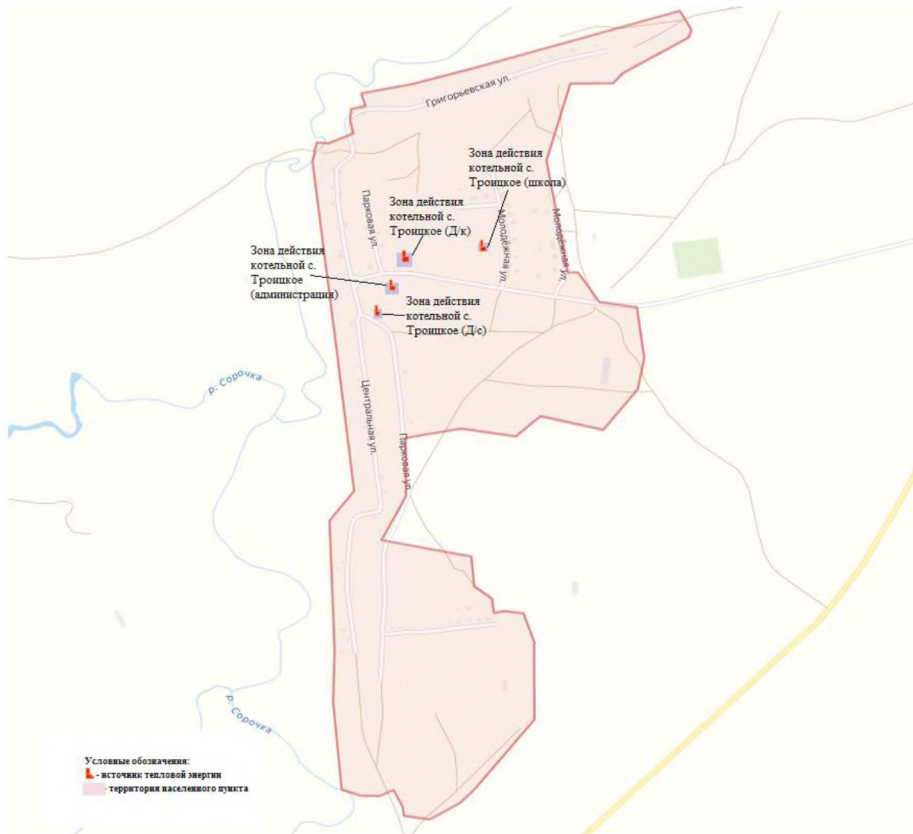 Григорьевская ул.
Зона действия
котельной с.
Троицкое (школа)
Зона действия
котельной с.
Троицкое (Д/к)
Парковая ул.
Молодёжная ул.
Молодёжная ул.
Зона действия
котельной с.
Троицкое
(администрация)
Зона действия
котельной с.
Троицкое (Д/с)
р. Сорочка
Центральная ул.
Парковая ул.
р. Сорочка
Условные обозначения:
- источник тепловой энергии
- территория населенного пункта